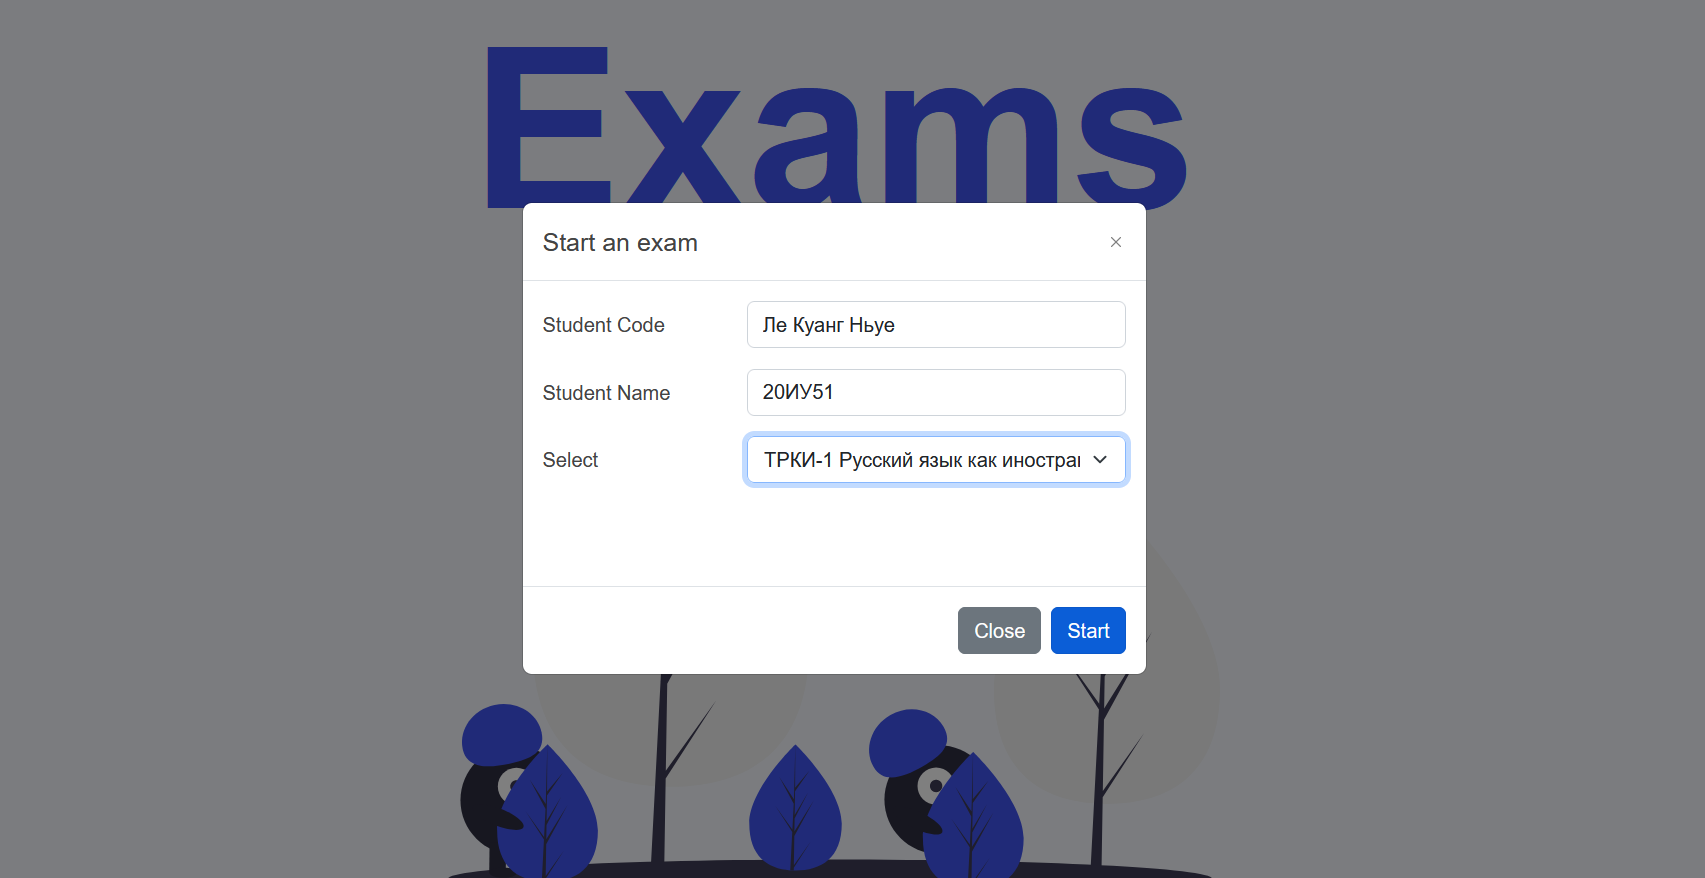 Exams
Start an exam
Student Code
Ле Куанг Ньуе
Student Name
20ИУ51
Select
ТРКИ-1 Русский язык как иностра
Close
Start